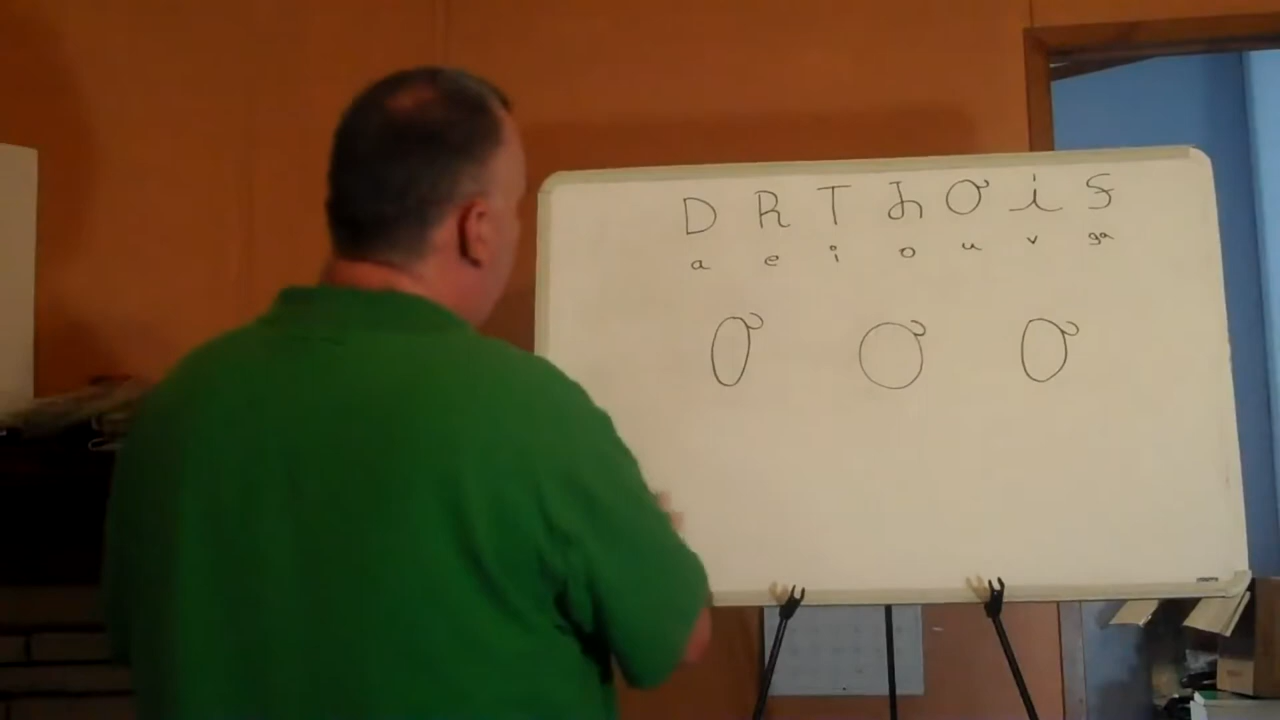 Ꭰ Ꭱ Ꭲ Ꭳ Ꭴ Ꭵ Ꭶ
a e i o u v ga
Ꭴ Ꭴ Ꭴ